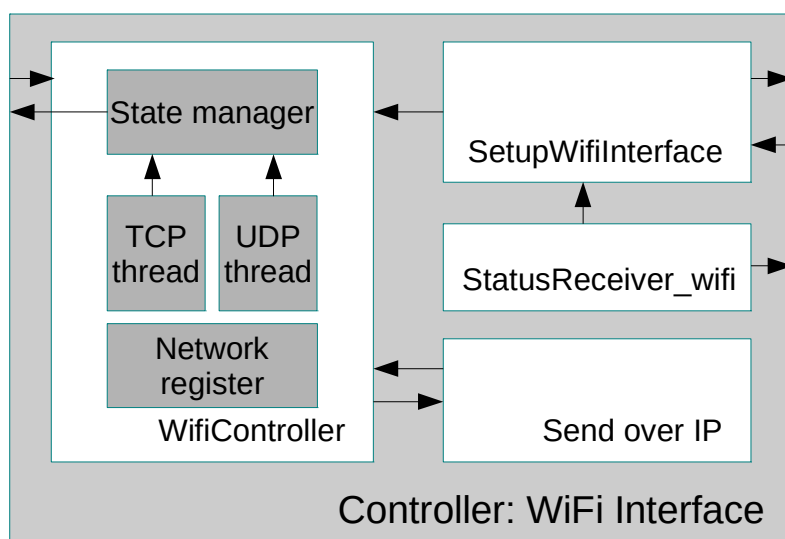 State manager
TCP
thread
UDP
thread
Network
register
WifiController
SetupWifiInterface
StatusReceiver_wifi
Send over IP
Controller: WiFi Interface